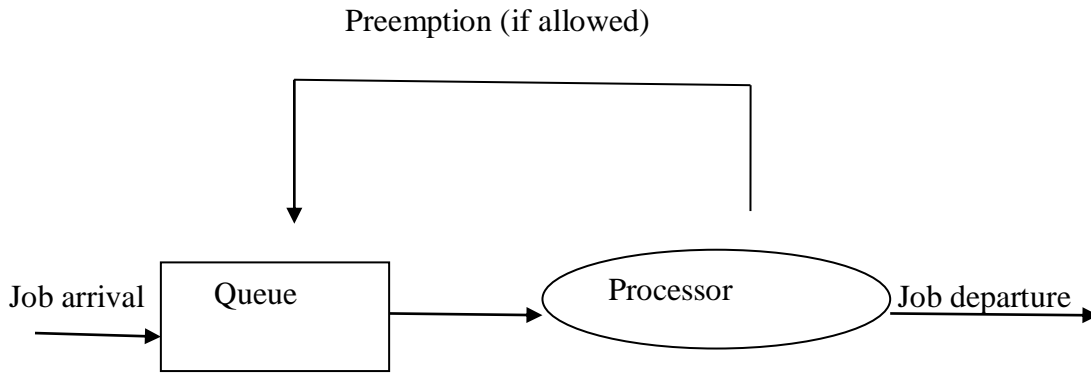 Preemption (if allowed)
Job arrival
Queue
Processor
Job departure